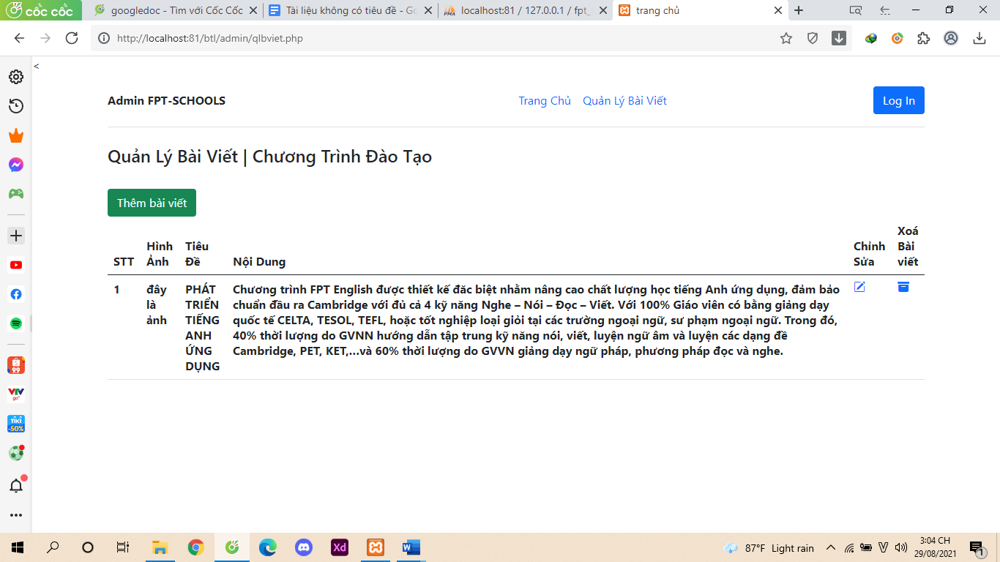 cốc cốc
googledoc - Tìm với Cốc Cốc
Tài liệu không có tiêu đề - Go
localhost:81 / 127.0.0.1 / fpt_
trang chủ
http://localhost:81/btl/admin/qlbviet.php
<
Admin FPT-SCHOOLS
Trang Chủ
Quản Lý Bài Viết
Log In
Quản Lý Bài Viết | Chương Trình Đào Tạo
Thêm bài viết
STT
Hình
Ảnh
Tiêu
Đề
Nội Dung
Chỉnh
Sửa
Xoá
Bài
viết
1
đây
là
ảnh
PHÁT
TRIỂN
TIẾNG
ANH
ỨNG
DỤNG
Chương trình FPT English được thiết kế đăc biệt nhằm nâng cao chất lượng học tiếng Anh ứng dụng, đảm bảo
chuẩn đầu ra Cambridge với đủ cả 4 kỹ năng Nghe – Nói – Đọc – Viết. Với 100% Giáo viên có bằng giảng dạy
quốc tế CELTA, TESOL, TEFL, hoặc tốt nghiệp loại giỏi tại các trường ngoại ngữ, sư phạm ngoại ngữ. Trong đó,
40% thời lượng do GVNN hướng dẫn tập trung kỹ năng nói, viết, luyện ngữ âm và luyện các dạng đề
Cambridge, PET, KET,…và 60% thời lượng do GVVN giảng dạy ngữ pháp, phương pháp đọc và nghe.
99
VTV
go
TIKI
-50%
Xd
W
87°F Light rain
3:04 CH
29/08/2021
1